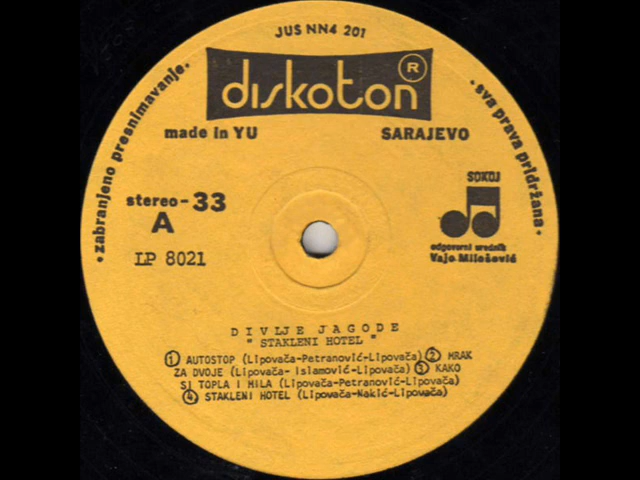 JUS NN4 201
diskoton ®
made in YU SARAJEVO
• zabranjeno presnimavanje •
• sva prava pridržana •
stereo - 33
A
LP 8021
SOKOJ
odgovorni urednik
Vajo Milošević
DIVLJE JAGODE
" STAKLENI HOTEL "
1 AUTOSTOP (Lipovača-Petranović-Lipovača) 2 MRAK
ZA DVOJE (Lipovača- Islamović-Lipovača) 3 KAKO
SI TOPLA I MILA (Lipovača-Petranović-Lipovača)
4 STAKLENI HOTEL (Lipovača-Nakić-Lipovača)